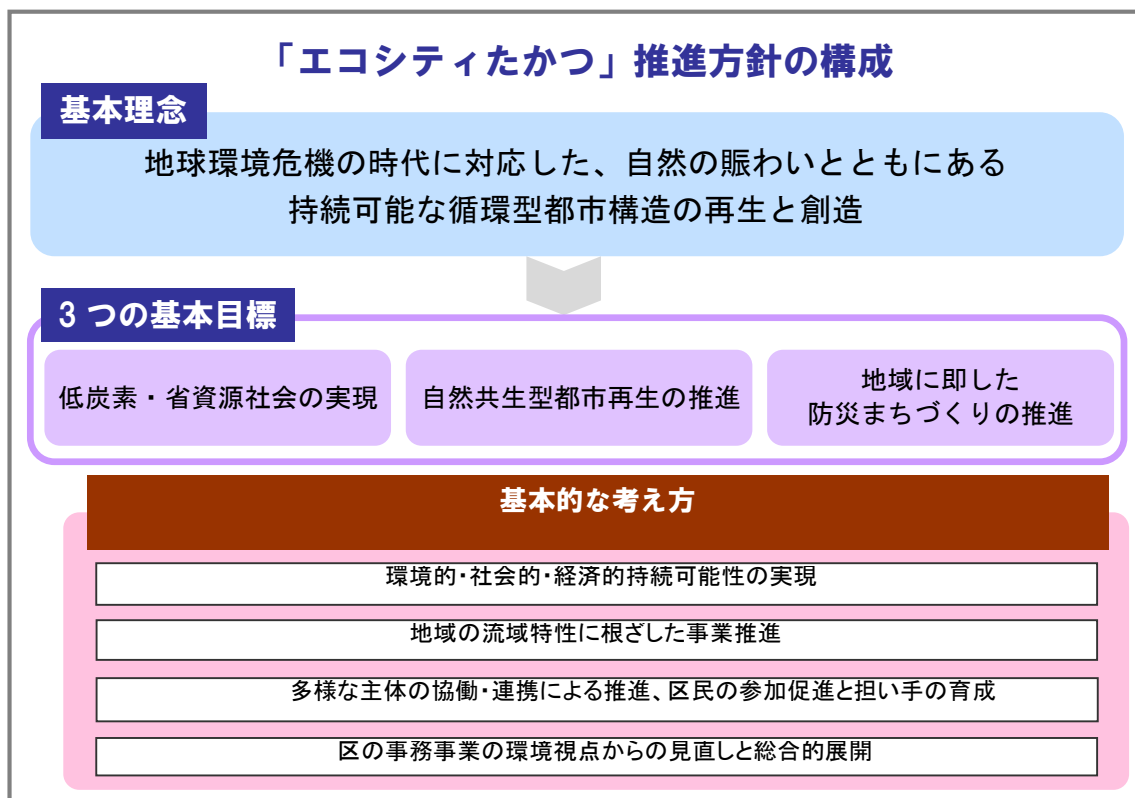 「エコシティたかつ」推進方針の構成
基本理念
地球環境危機の時代に対応した、自然の賑わいとともにある
持続可能な循環型都市構造の再生と創造
3 つの基本目標
低炭素・省資源社会の実現
自然共生型都市再生の推進
地域に即した
防災まちづくりの推進
基本的な考え方
環境的・社会的・経済的持続可能性の実現
地域の流域特性に根ざした事業推進
多様な主体の協働・連携による推進、区民の参加促進と担い手の育成
区の事務事業の環境視点からの見直しと総合的展開